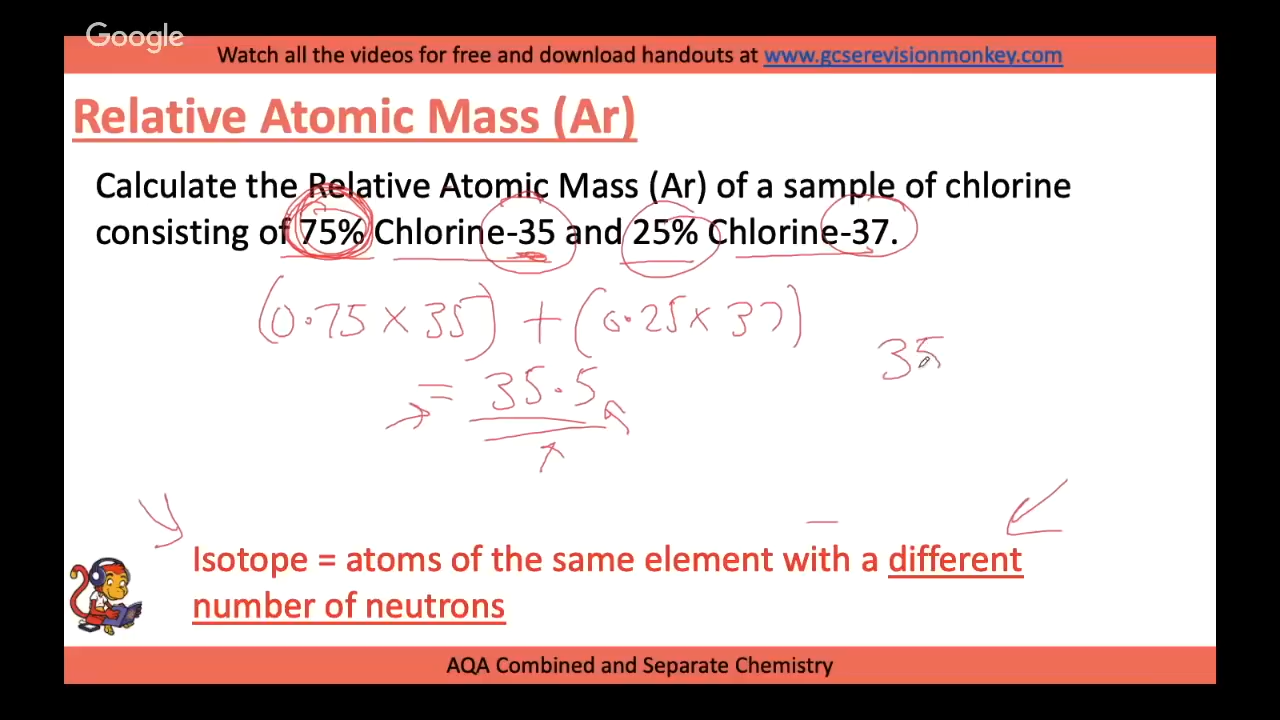 Google
Watch all the videos for free and download handouts at www.gcserevisionmonkey.com
Relative Atomic Mass (Ar)
Calculate the Relative Atomic Mass (Ar) of a sample of chlorine
consisting of 75% Chlorine-35 and 25% Chlorine-37.
(0.75 × 35) + (0.25 × 37)
35
= 35.5
Isotope = atoms of the same element with a different
number of neutrons
AQA Combined and Separate Chemistry